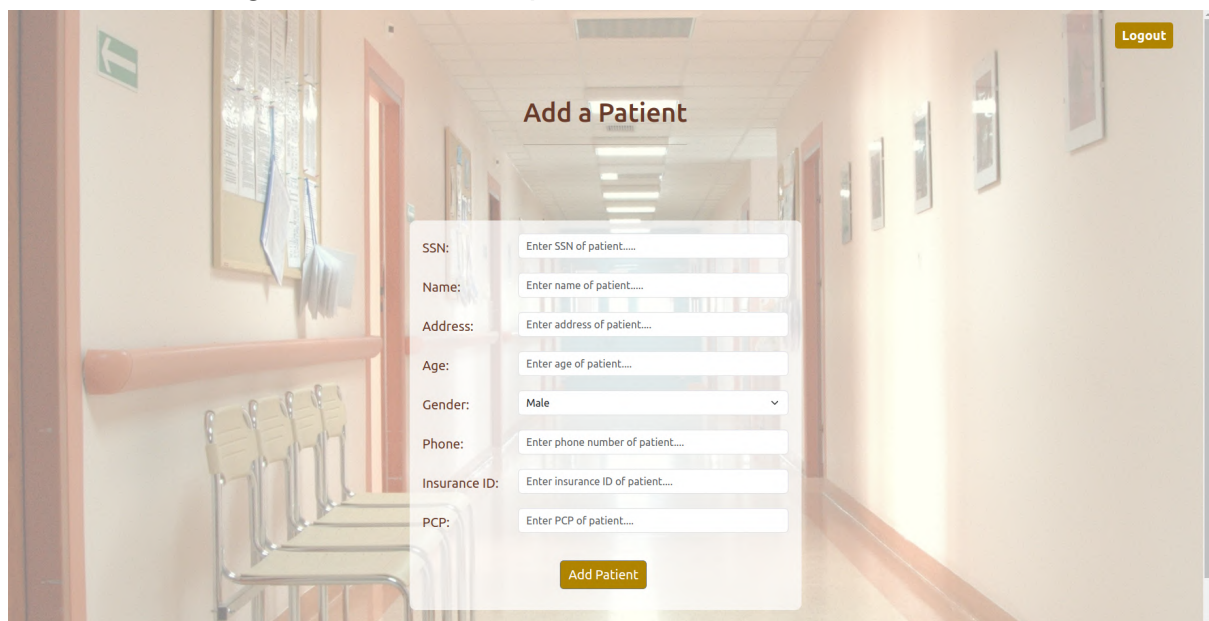 Logout
Add a Patient
SSN: Enter SSN of patient.....
Name: Enter name of patient.....
Address: Enter address of patient....
Age: Enter age of patient....
Gender: Male
Phone: Enter phone number of patient....
Insurance ID: Enter insurance ID of patient....
PCP: Enter PCP of patient....
Add Patient